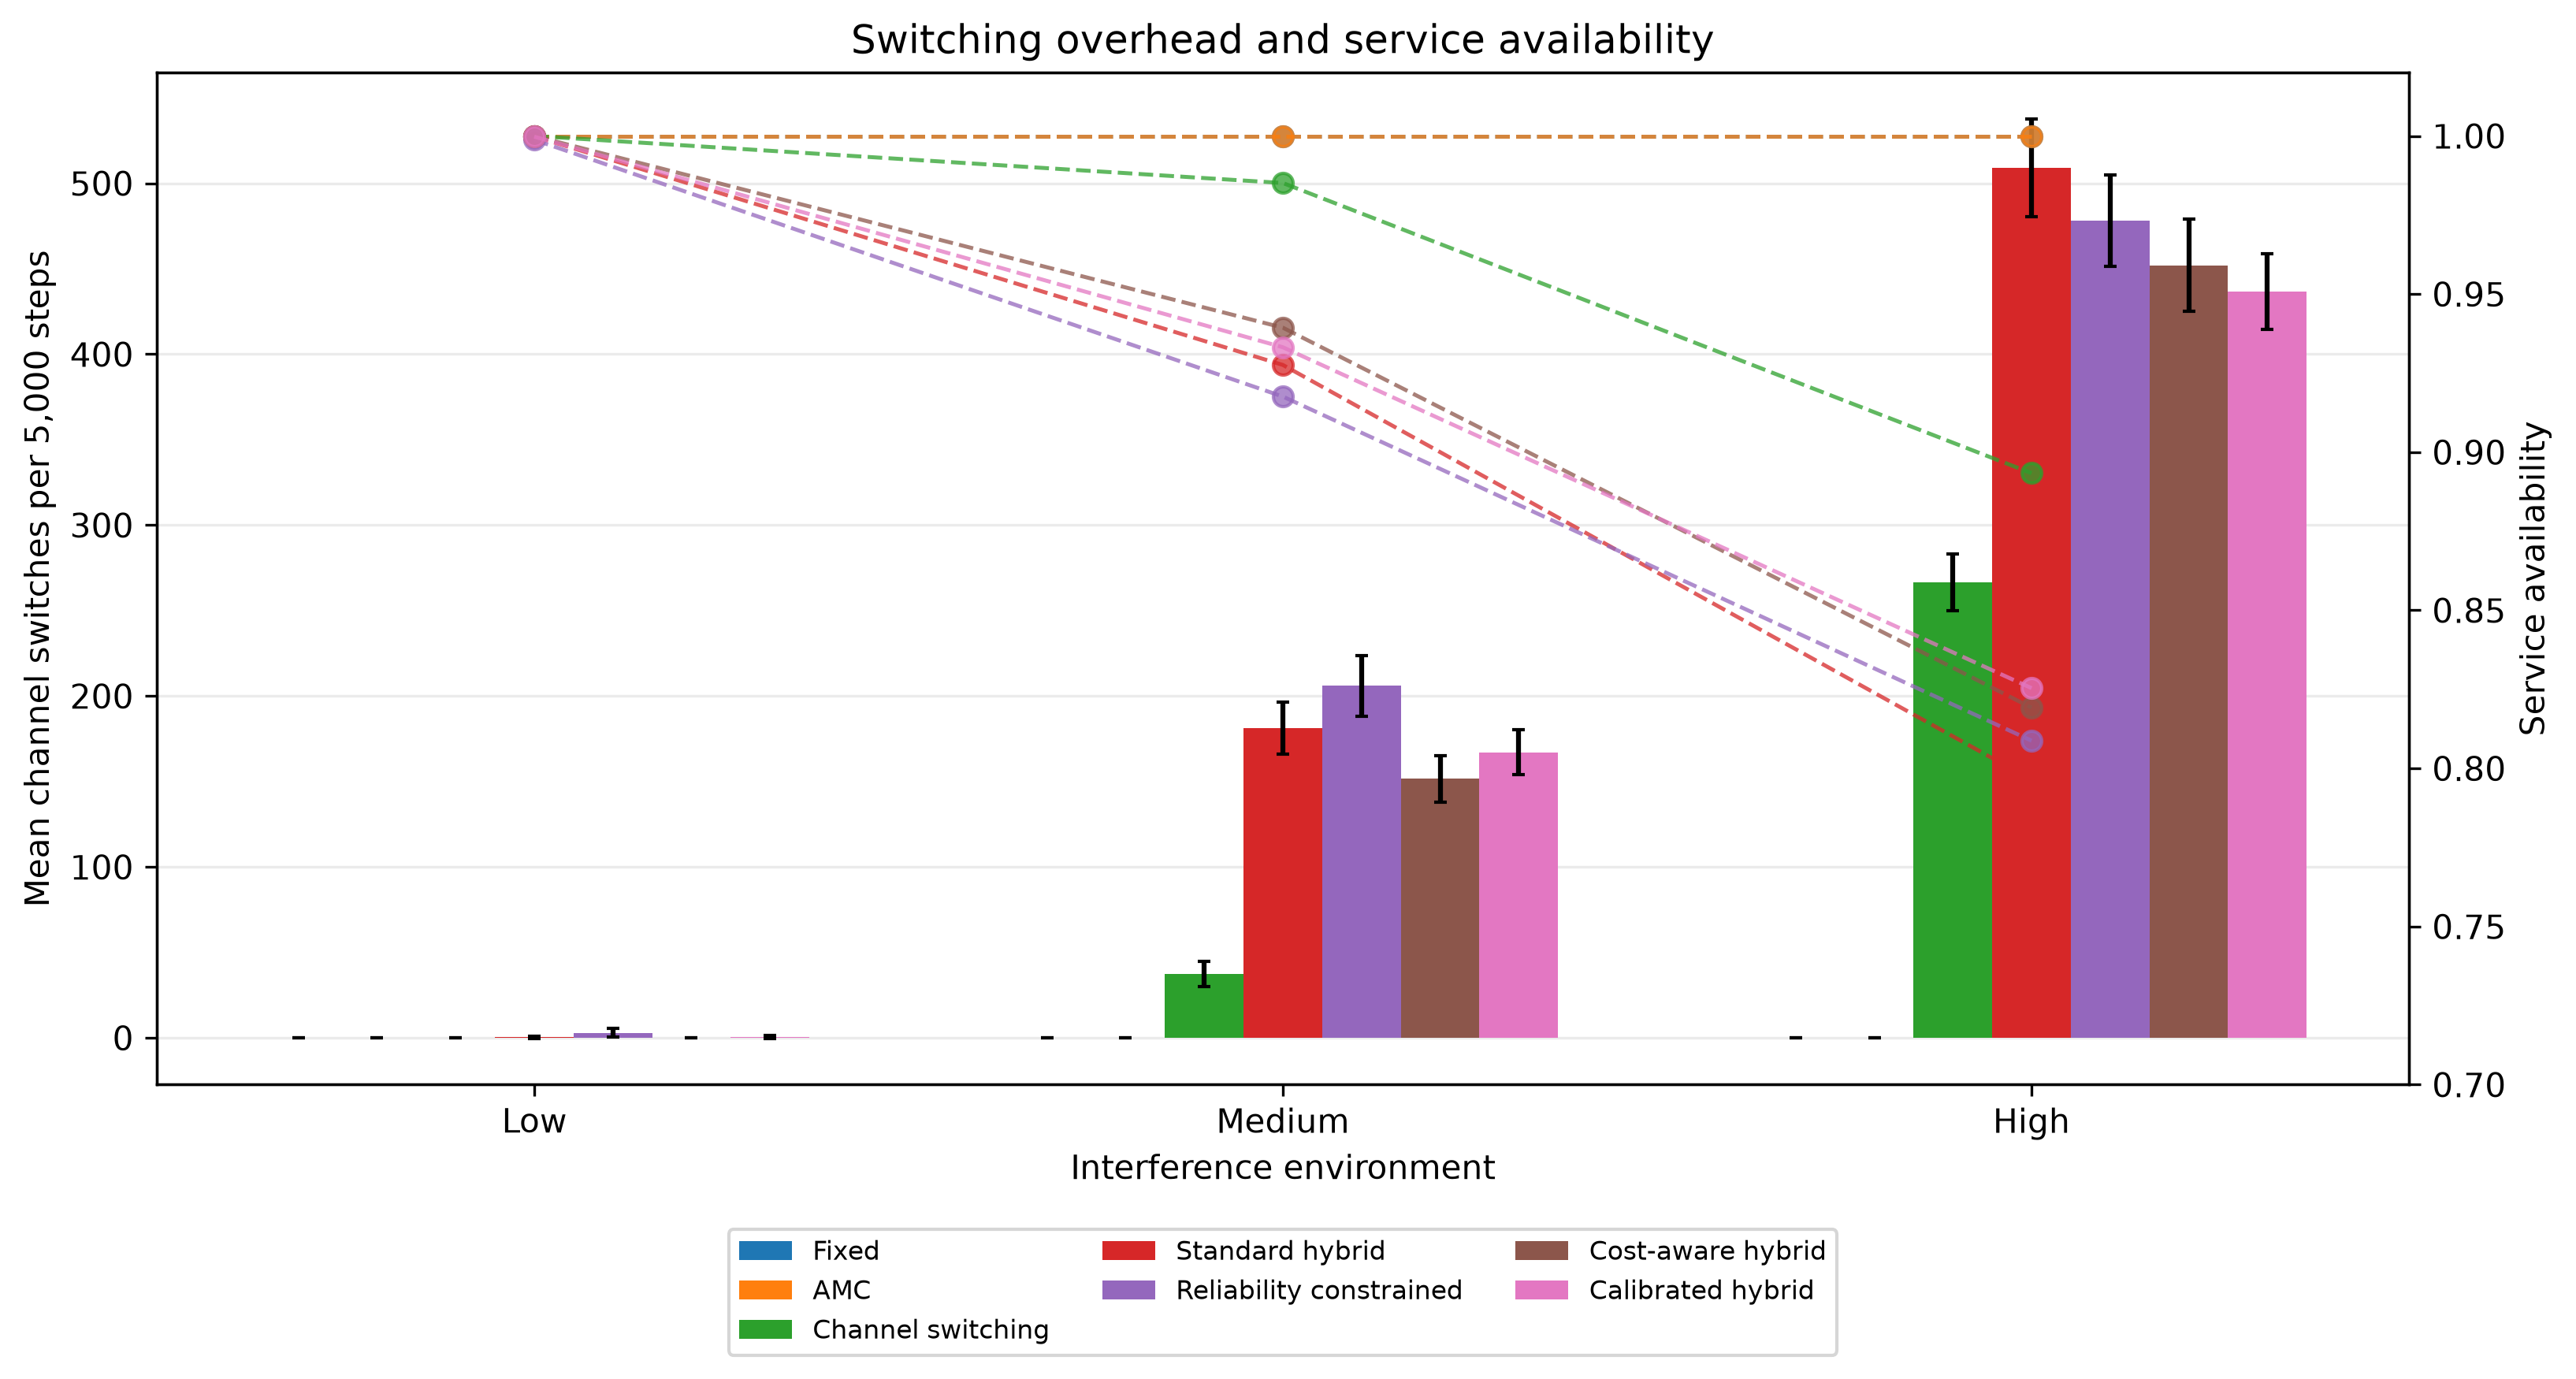 Switching overhead and service availability
Mean channel switches per 5,000 steps
500
400
300
200
100
0
1.00
0.95
0.90
0.85
0.80
0.75
0.70
Service availability
Low
Medium
High
Interference environment
Fixed
AMC
Channel switching
Standard hybrid
Reliability constrained
Cost-aware hybrid
Calibrated hybrid